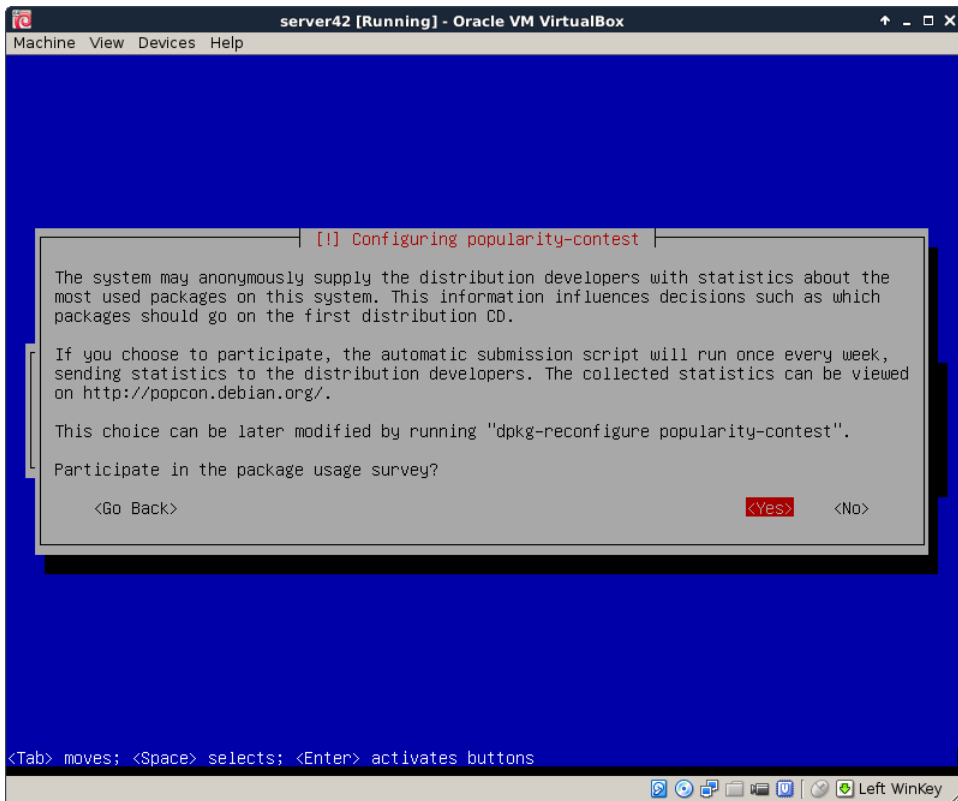 server42 [Running] - Oracle VM VirtualBox
Machine View Devices Help
[!] Configuring popularity-contest
The system may anonymously supply the distribution developers with statistics about the
most used packages on this system. This information influences decisions such as which
packages should go on the first distribution CD.
If you choose to participate, the automatic submission script will run once every week,
sending statistics to the distribution developers. The collected statistics can be viewed
on http://popcon.debian.org/.
This choice can be later modified by running "dpkg-reconfigure popularity-contest".
Participate in the package usage survey?
<Go Back> <Yes> <No>
<Tab> moves; <Space> selects; <Enter> activates buttons
Left WinKey